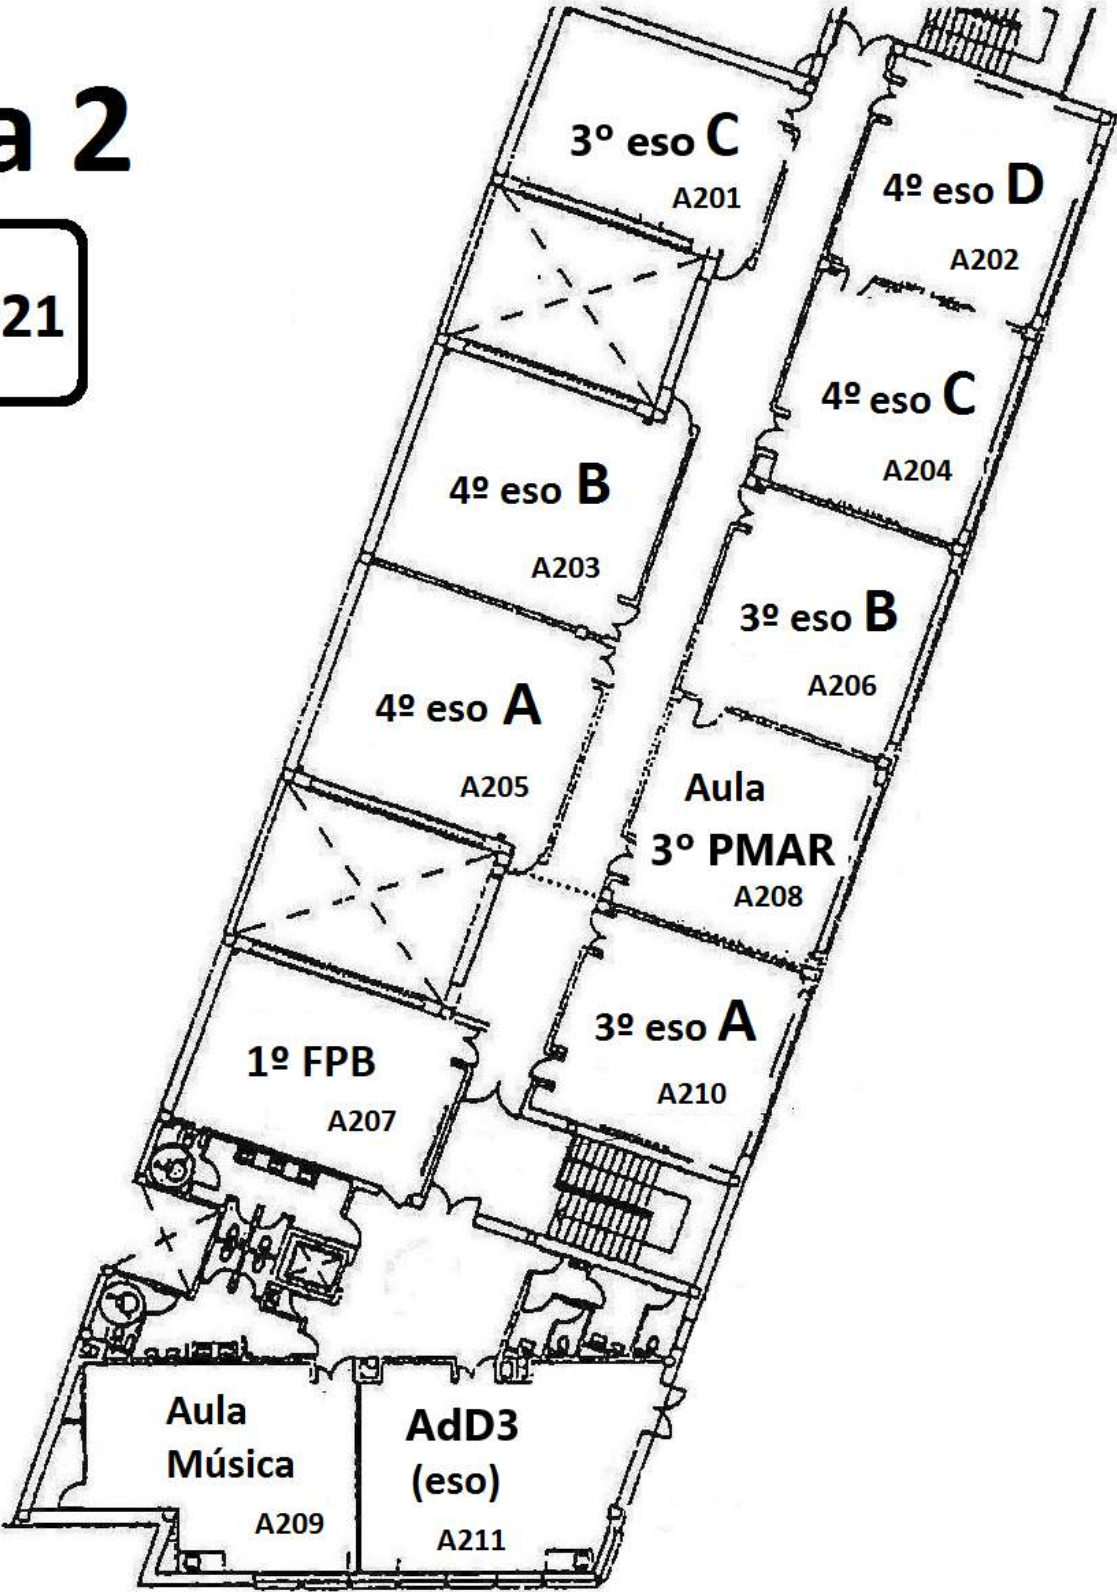 a 2
21
3º eso C
A201
4º eso D
A202
4º eso C
A204
4º eso B
A203
3º eso B
A206
4º eso A
A205
Aula
3º PMAR
A208
3º eso A
A210
1º FPB
A207
Aula
Música
A209
AdD3
(eso)
A211